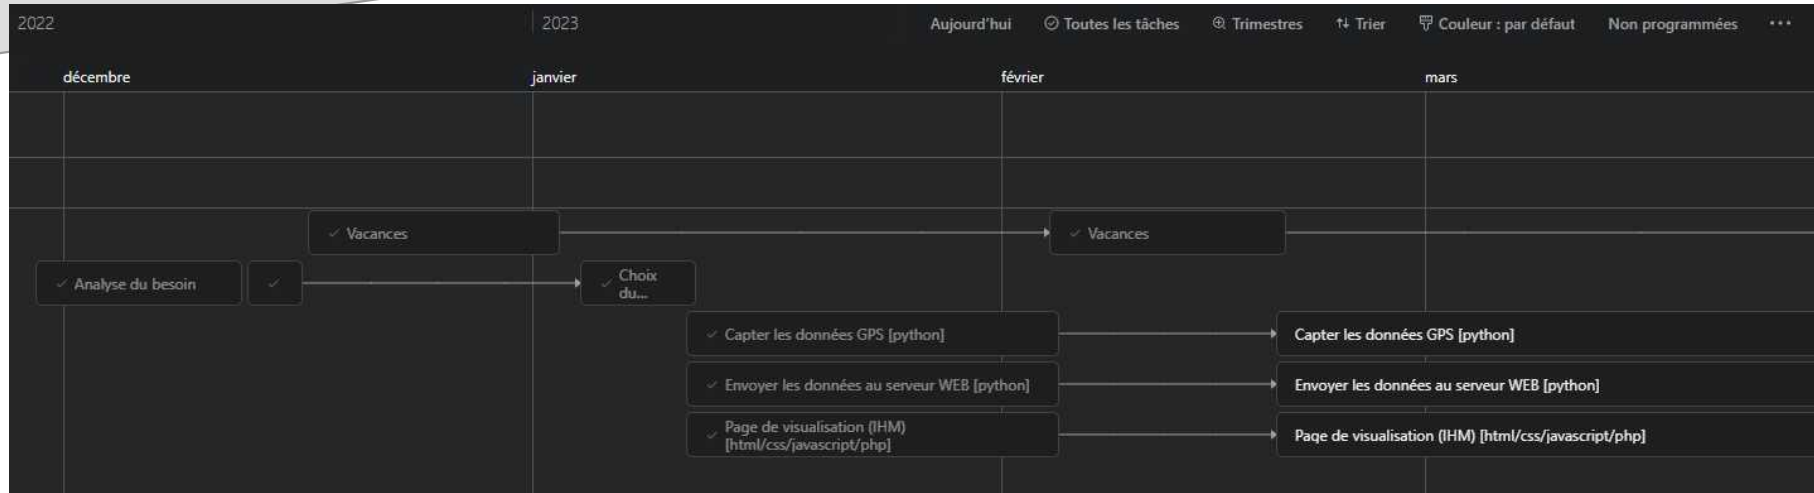 2022
2023
Aujourd'hui
Toutes les tâches
Trimestres
Trier
Couleur : par défaut
Non programmées
décembre
janvier
février
mars
Vacances
Vacances
Analyse du besoin
Choix
du...
Capter les données GPS [python]
Capter les données GPS [python]
Envoyer les données au serveur WEB [python]
Envoyer les données au serveur WEB [python]
Page de visualisation (IHM)
[html/css/javascript/php]
Page de visualisation (IHM) [html/css/javascript/php]